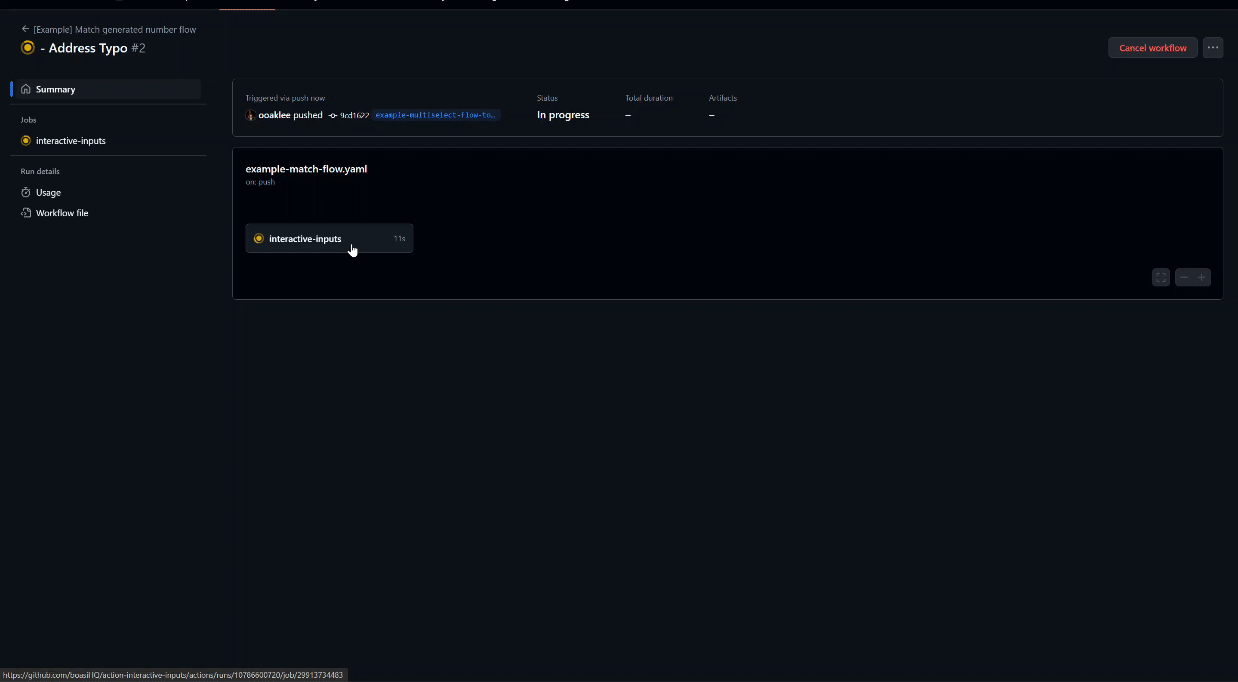 ← [Example] Match generated number flow
- Address Typo #2
Cancel workflow
Summary
Jobs
interactive-inputs
Run details
Usage
Workflow file
Triggered via push now
ooaklee pushed 9cd1622 example-multiselect-flow-to…
Status
In progress
Total duration
–
Artifacts
–
example-match-flow.yaml
on: push
interactive-inputs 11s
https://github.com/boasiHQ/action-interactive-inputs/actions/runs/10786600720/job/29913734483